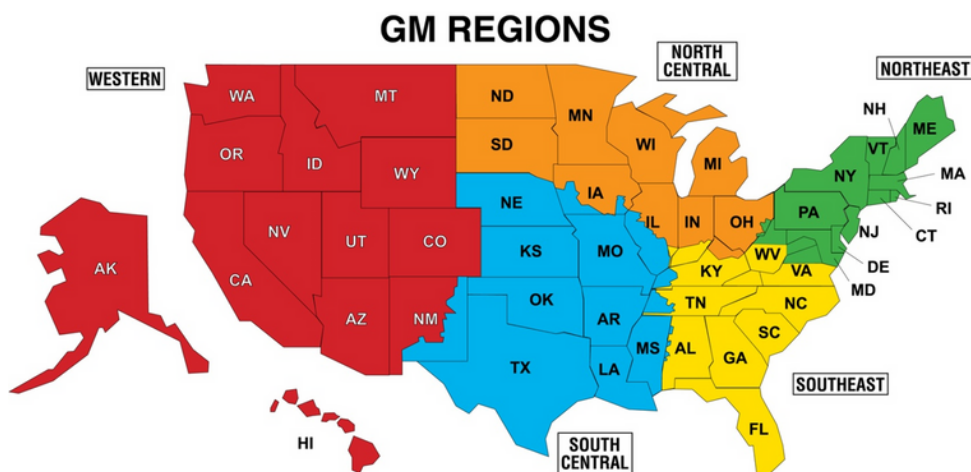 GM REGIONS
WESTERN
NORTH
CENTRAL
NORTHEAST
WA
MT
ND
MN
NH
ME
OR
ID
SD
WI
MI
VT
NY
MA
WY
IA
RI
NE
PA
NV
UT
CO
IL
IN
OH
NJ
CT
AK
CA
KS
MO
WV
DE
KY
VA
MD
AZ
NM
OK
AR
TN
NC
SC
TX
LA
MS
AL
GA
SOUTHEAST
HI
FL
SOUTH
CENTRAL